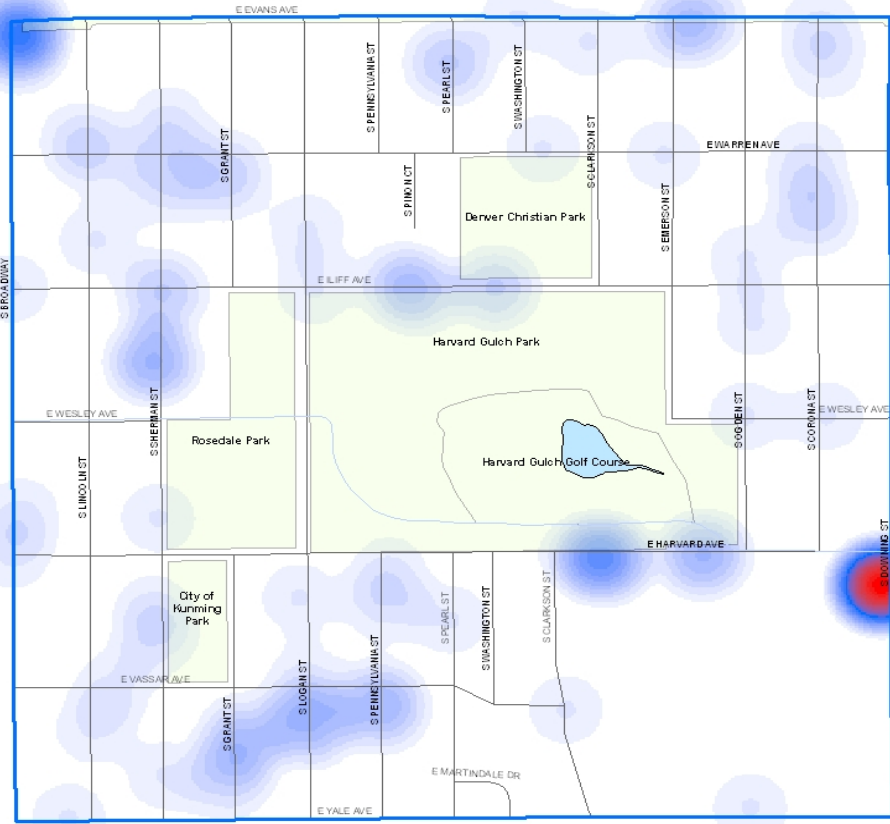 E EVANS AVE
S PENNSYLVANIA ST
S PEARL ST
S WASHINGTON ST
S GRANT ST
S CLARKSON ST
E WARREN AVE
S PINON CT
Denver Christian Park
S EMERSON ST
S BROADWAY
E ILIFF AVE
Harvard Gulch Park
E WESLEY AVE
S SHERMAN ST
Rosedale Park
S OGDEN ST
S CORONA ST
E WESLEY AVE
Harvard Gulch Golf Course
S LINCOLN ST
E HARVARD AVE
S DOWNING ST
City of
Kunming
Park
S PEARL ST
S WASHINGTON ST
S CLARKSON ST
E VASSAR AVE
S LOGAN ST
S PENNSYLVANIA ST
S GRANT ST
E MARTINDALE DR
E YALE AVE